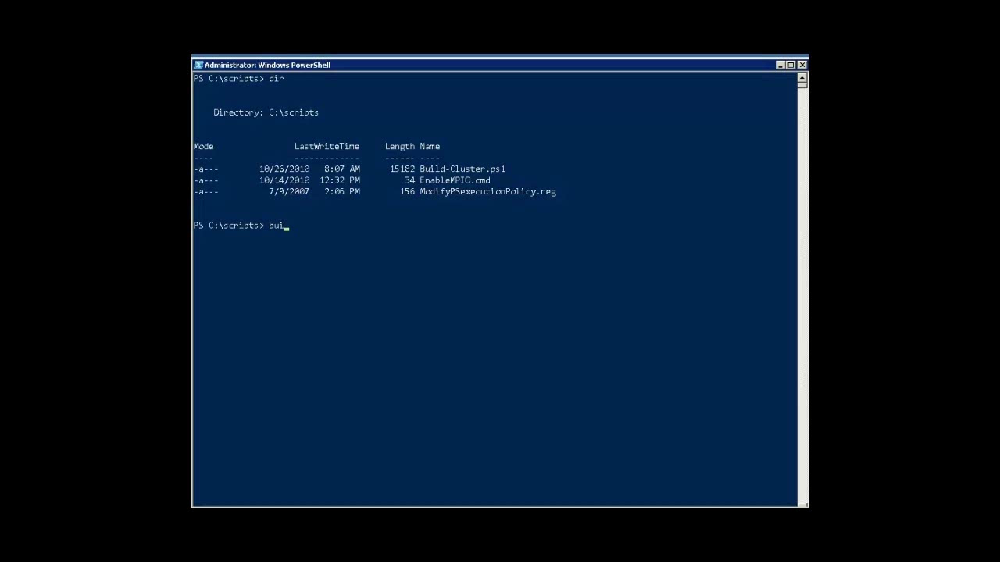 Administrator: Windows PowerShell
PS C:\scripts> dir
Directory: C:\scripts
Mode LastWriteTime Length Name
---- ------------- ------ ----
-a--- 10/26/2010 8:07 AM 15182 Build-Cluster.ps1
-a--- 10/14/2010 12:32 PM 34 EnableMPIO.cmd
-a--- 7/9/2007 2:06 PM 156 ModifyPSexecutionPolicy.reg
PS C:\scripts> bui_